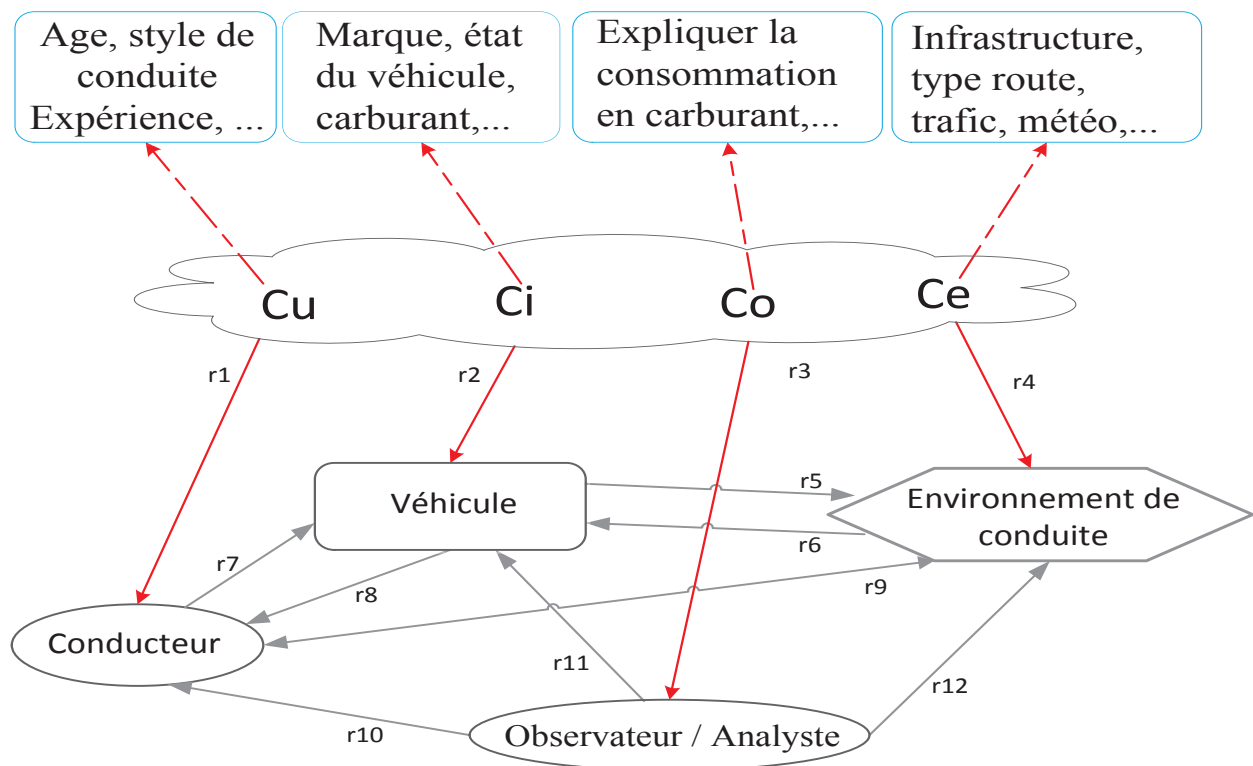 Age, style de
conduite
Expérience, ...
Marque, état
du véhicule,
carburant,...
Expliquer la
consommation
en carburant,...
Infrastructure,
type route,
trafic, météo,...
Cu
Ci
Co
Ce
r1
r2
r3
r4
Véhicule
r5
r6
Environnement de
conduite
r7
r8
r9
Conducteur
r11
r12
r10
Observateur / Analyste